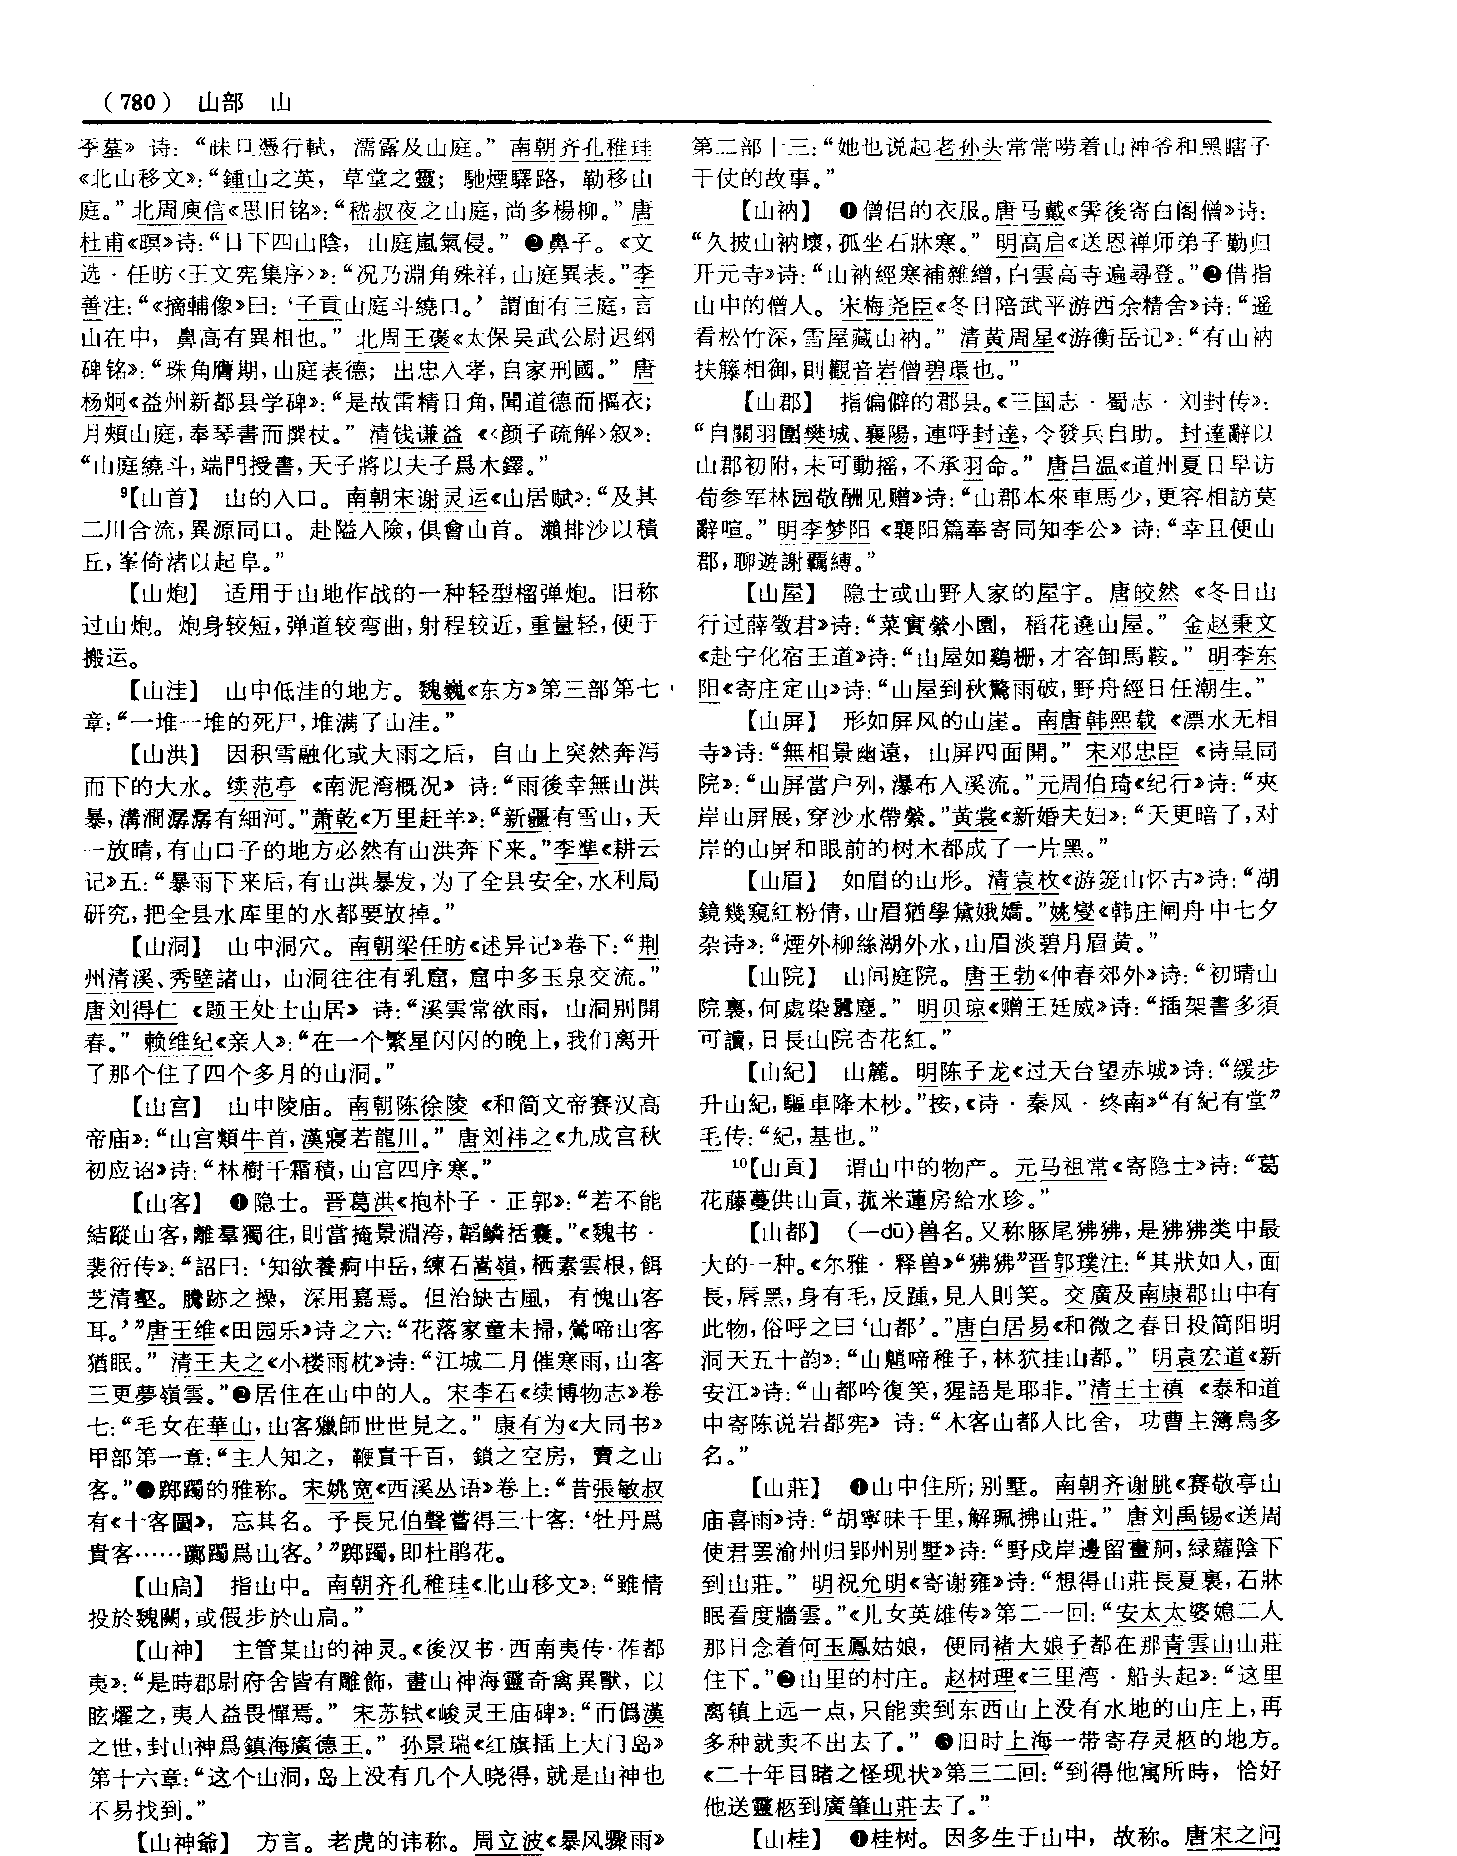 （780） 山部 山
季墓》诗：“昧旦憑行軾，濡露及山庭。”南朝齐孔稚珪
《北山移文》：“鍾山之英，草堂之靈；馳煙驛路，勒移山
庭。”北周庾信《思旧铭》：“嵇叔夜之山庭，尚多楊柳。”唐
杜甫《暝》诗：“日下四山陰，山庭嵐氣侵。”❷鼻子。《文
选·任昉〈王文宪集序〉》：“况乃淵角殊祥，山庭異表。”李
善注：“《摘輔像》曰：‘子貢山庭斗繞口。’謂面有三庭，言
山在中，鼻高有異相也。”北周王褒《太保吴武公尉迟纲
碑铭》：“珠角膺期，山庭表德；出忠入孝，自家刑國。”唐
杨炯《益州新都县学碑》：“是故雷精日角，聞道德而摳衣；
月頰山庭，奉琴書而撰杖。”清钱谦益《〈颜子疏解〉叙》：
“山庭繞斗，端門授書，天子將以夫子爲木鐸。”
⁹【山首】 山的入口。南朝宋谢灵运《山居赋》：“及其
二川合流，異源同口。赴隘入險，俱會山首。瀨排沙以積
丘，峯倚渚以起阜。”
【山炮】 适用于山地作战的一种轻型榴弹炮。旧称
过山炮。炮身较短，弹道较弯曲，射程较近，重量轻，便于
搬运。
【山洼】 山中低洼的地方。魏巍《东方》第三部第七
章：“一堆一堆的死尸，堆满了山洼。”
【山洪】 因积雪融化或大雨之后，自山上突然奔泻
而下的大水。续范亭《南泥湾概况》诗：“雨後幸無山洪
暴，溝澗潺潺有細河。”萧乾《万里赶羊》：“新疆有雪山，天
一放晴，有山口子的地方必然有山洪奔下来。”李準《耕云
记》五：“暴雨下来后，有山洪暴发，为了全县安全，水利局
研究，把全县水库里的水都要放掉。”
【山洞】 山中洞穴。南朝梁任昉《述异记》卷下：“荆
州清溪、秀壁諸山，山洞往往有乳窟，窟中多玉泉交流。”
唐刘得仁《题王处士山居》诗：“溪雲常欲雨，山洞别開
春。”赖维纪《亲人》：“在一个繁星闪闪的晚上，我们离开
了那个住了四个多月的山洞。”
【山宫】 山中陵庙。南朝陈徐陵《和简文帝赛汉高
帝庙》：“山宫類牛首，漢寢若龍川。”唐刘祎之《九成宫秋
初应诏》诗：“林樹千霜積，山宫四序寒。”
【山客】 ❶隐士。晋葛洪《抱朴子·正郭》：“若不能
結蹤山客，離羣獨往，則當掩景淵洿，韜鱗括囊。”《魏书·
裴衍传》：“詔曰：‘知欲養痾中岳，練石嵩嶺，栖素雲根，餌
芝清壑。騰跡之操，深用嘉焉。但治缺古風，有愧山客
耳。’”唐王维《田园乐》诗之六：“花落家童未掃，鶯啼山客
猶眠。”清王夫之《小楼雨枕》诗：“江城二月催寒雨，山客
三更夢嶺雲。”❷居住在山中的人。宋李石《续博物志》卷
七：“毛女在華山，山客獵師世世見之。”康有为《大同书》
甲部第一章：“主人知之，鞭責千百，鎖之空房，賣之山
客。”❸踯躅的雅称。宋姚宽《西溪丛语》卷上：“昔張敏叔
有《十客圖》，忘其名。予長兄伯聲嘗得三十客：‘牡丹爲
貴客……躑躅爲山客。’”踯躅，即杜鹃花。
【山扃】 指山中。南朝齐孔稚珪《北山移文》：“雖情
投於魏闕，或假步於山扃。”
【山神】 主管某山的神灵。《後汉书·西南夷传·莋都
夷》：“是時郡尉府舍皆有雕飾，畫山神海靈奇禽異獸，以
眩燿之，夷人益畏憚焉。”宋苏轼《峻灵王庙碑》：“而僞漢
之世，封山神爲鎮海廣德王。”孙景瑞《红旗插上大门岛》
第十六章：“这个山洞，岛上没有几个人晓得，就是山神也
不易找到。”
【山神爺】 方言。老虎的讳称。周立波《暴风骤雨》
第二部十三：“她也说起老孙头常常唠着山神爷和黑瞎子
干仗的故事。”
【山衲】 ❶僧侣的衣服。唐马戴《霁後寄白阁僧》诗：
“久披山衲壞，孤坐石牀寒。”明高启《送恩禅师弟子勤归
开元寺》诗：“山衲經寒補雜繒，白雲高寺遍尋登。”❷借指
山中的僧人。宋梅尧臣《冬日陪武平游西余精舍》诗：“遥
看松竹深，雪屋藏山衲。”清黄周星《游衡岳记》：“有山衲
扶籐相御，則觀音岩僧碧環也。”
【山郡】 指偏僻的郡县。《三国志·蜀志·刘封传》：
“自關羽圍樊城、襄陽，連呼封達，令發兵自助。封達辭以
山郡初附，未可動摇，不承羽命。”唐吕温《道州夏日早访
荀参军林园敬酬见赠》诗：“山郡本來車馬少，更容相訪莫
辭喧。”明李梦阳《襄阳篇奉寄同知李公》诗：“幸且便山
郡，聊遊謝羈縛。”
【山屋】 隐士或山野人家的屋宇。唐皎然《冬日山
行过薛徵君》诗：“菜實縈小園，稻花遶山屋。”金赵秉文
《赴宁化宿王道》诗：“山屋如鷄栅，才容卸馬鞍。”明李东
阳《寄庄定山》诗：“山屋到秋驚雨破，野舟經日任潮生。”
【山屏】 形如屏风的山崖。南唐韩熙载《漂水无相
寺》诗：“無相景幽遠，山屏四面開。”宋邓忠臣《诗呈同
院》：“山屏當户列，瀑布入溪流。”元周伯琦《纪行》诗：“夾
岸山屏展，穿沙水帶縈。”黄裳《新婚夫妇》：“天更暗了，对
岸的山屏和眼前的树木都成了一片黑。”
【山眉】 如眉的山形。清袁枚《游笼山怀古》诗：“湖
鏡幾窺紅粉倩，山眉猶學黛娥嬌。”姚燮《韩庄闸舟中七夕
杂诗》：“煙外柳絲湖外水，山眉淡碧月眉黄。”
【山院】 山间庭院。唐王勃《仲春郊外》诗：“初晴山
院裏，何處染囂塵。”明贝琼《赠王廷威》诗：“插架書多須
可讀，日長山院杏花紅。”
【山紀】 山麓。明陈子龙《过天台望赤城》诗：“缓步
升山紀，驅車降木杪。”按，《诗·秦风·终南》“有紀有堂”
毛传：“紀，基也。”
¹⁰【山貢】 谓山中的物产。元马祖常《寄隐士》诗：“葛
花藤蔓供山貢，菰米蓮房給水珍。”
【山都】 （—dū）兽名。又称豚尾狒狒，是狒狒类中最
大的一种。《尔雅·释兽》“狒狒”晋郭璞注：“其狀如人，面
長，唇黑，身有毛，反踵，見人則笑。交廣及南康郡山中有
此物，俗呼之曰‘山都’。”唐白居易《和微之春日投简阳明
洞天五十韵》：“山魈啼稚子，林狖挂山都。”明袁宏道《新
安江》诗：“山都吟復笑，猩語是耶非。”清王士禛《泰和道
中寄陈说岩都宪》诗：“木客山都人比舍，功曹主簿鳥多
名。”
【山莊】 ❶山中住所；别墅。南朝齐谢朓《赛敬亭山
庙喜雨》诗：“胡寧昧千里，解珮拂山莊。”唐刘禹锡《送周
使君罢渝州归郢州别墅》诗：“野戍岸邊留畫舸，緑蘿陰下
到山莊。”明祝允明《寄谢雍》诗：“想得山莊長夏裏，石牀
眠看度牆雲。”《儿女英雄传》第二一回：“安太太婆媳二人
那日念着何玉鳳姑娘，便同褚大娘子都在那青雲山山莊
住下。”❷山里的村庄。赵树理《三里湾·船头起》：“这里
离镇上远一点，只能卖到东西山上没有水地的山庄上，再
多种就卖不出去了。”❸旧时上海一带寄存灵柩的地方。
《二十年目睹之怪现状》第三二回：“到得他寓所時，恰好
他送靈柩到廣肇山莊去了。”
【山桂】 ❶桂树。因多生于山中，故称。唐宋之问